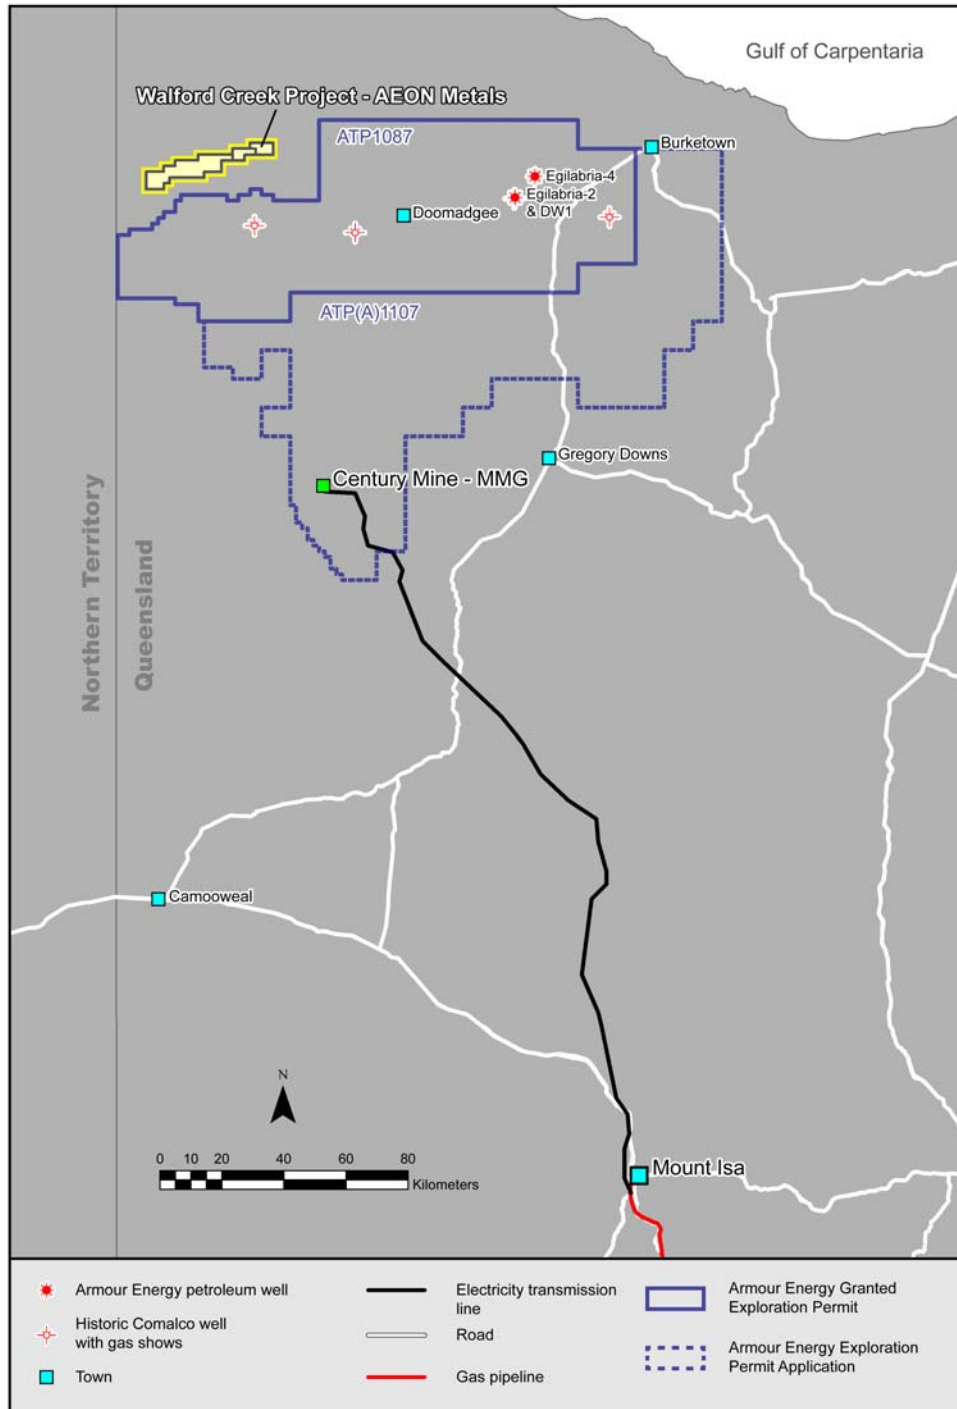 Gulf of Carpentaria
Walford Creek Project - AEON Metals
ATP1087
Burketown
Egilabria-4
Egilabria-2
& DW1
Doomadgee
ATP(A)1107
Gregory Downs
Century Mine - MMG
Northern Territory
Queensland
Camooweal
N
0 10 20 40 60 80
Kilometers
Mount Isa
Armour Energy petroleum well
Historic Comalco well
with gas shows
Town
Electricity transmission
line
Road
Gas pipeline
Armour Energy Granted
Exploration Permit
Armour Energy Exploration
Permit Application